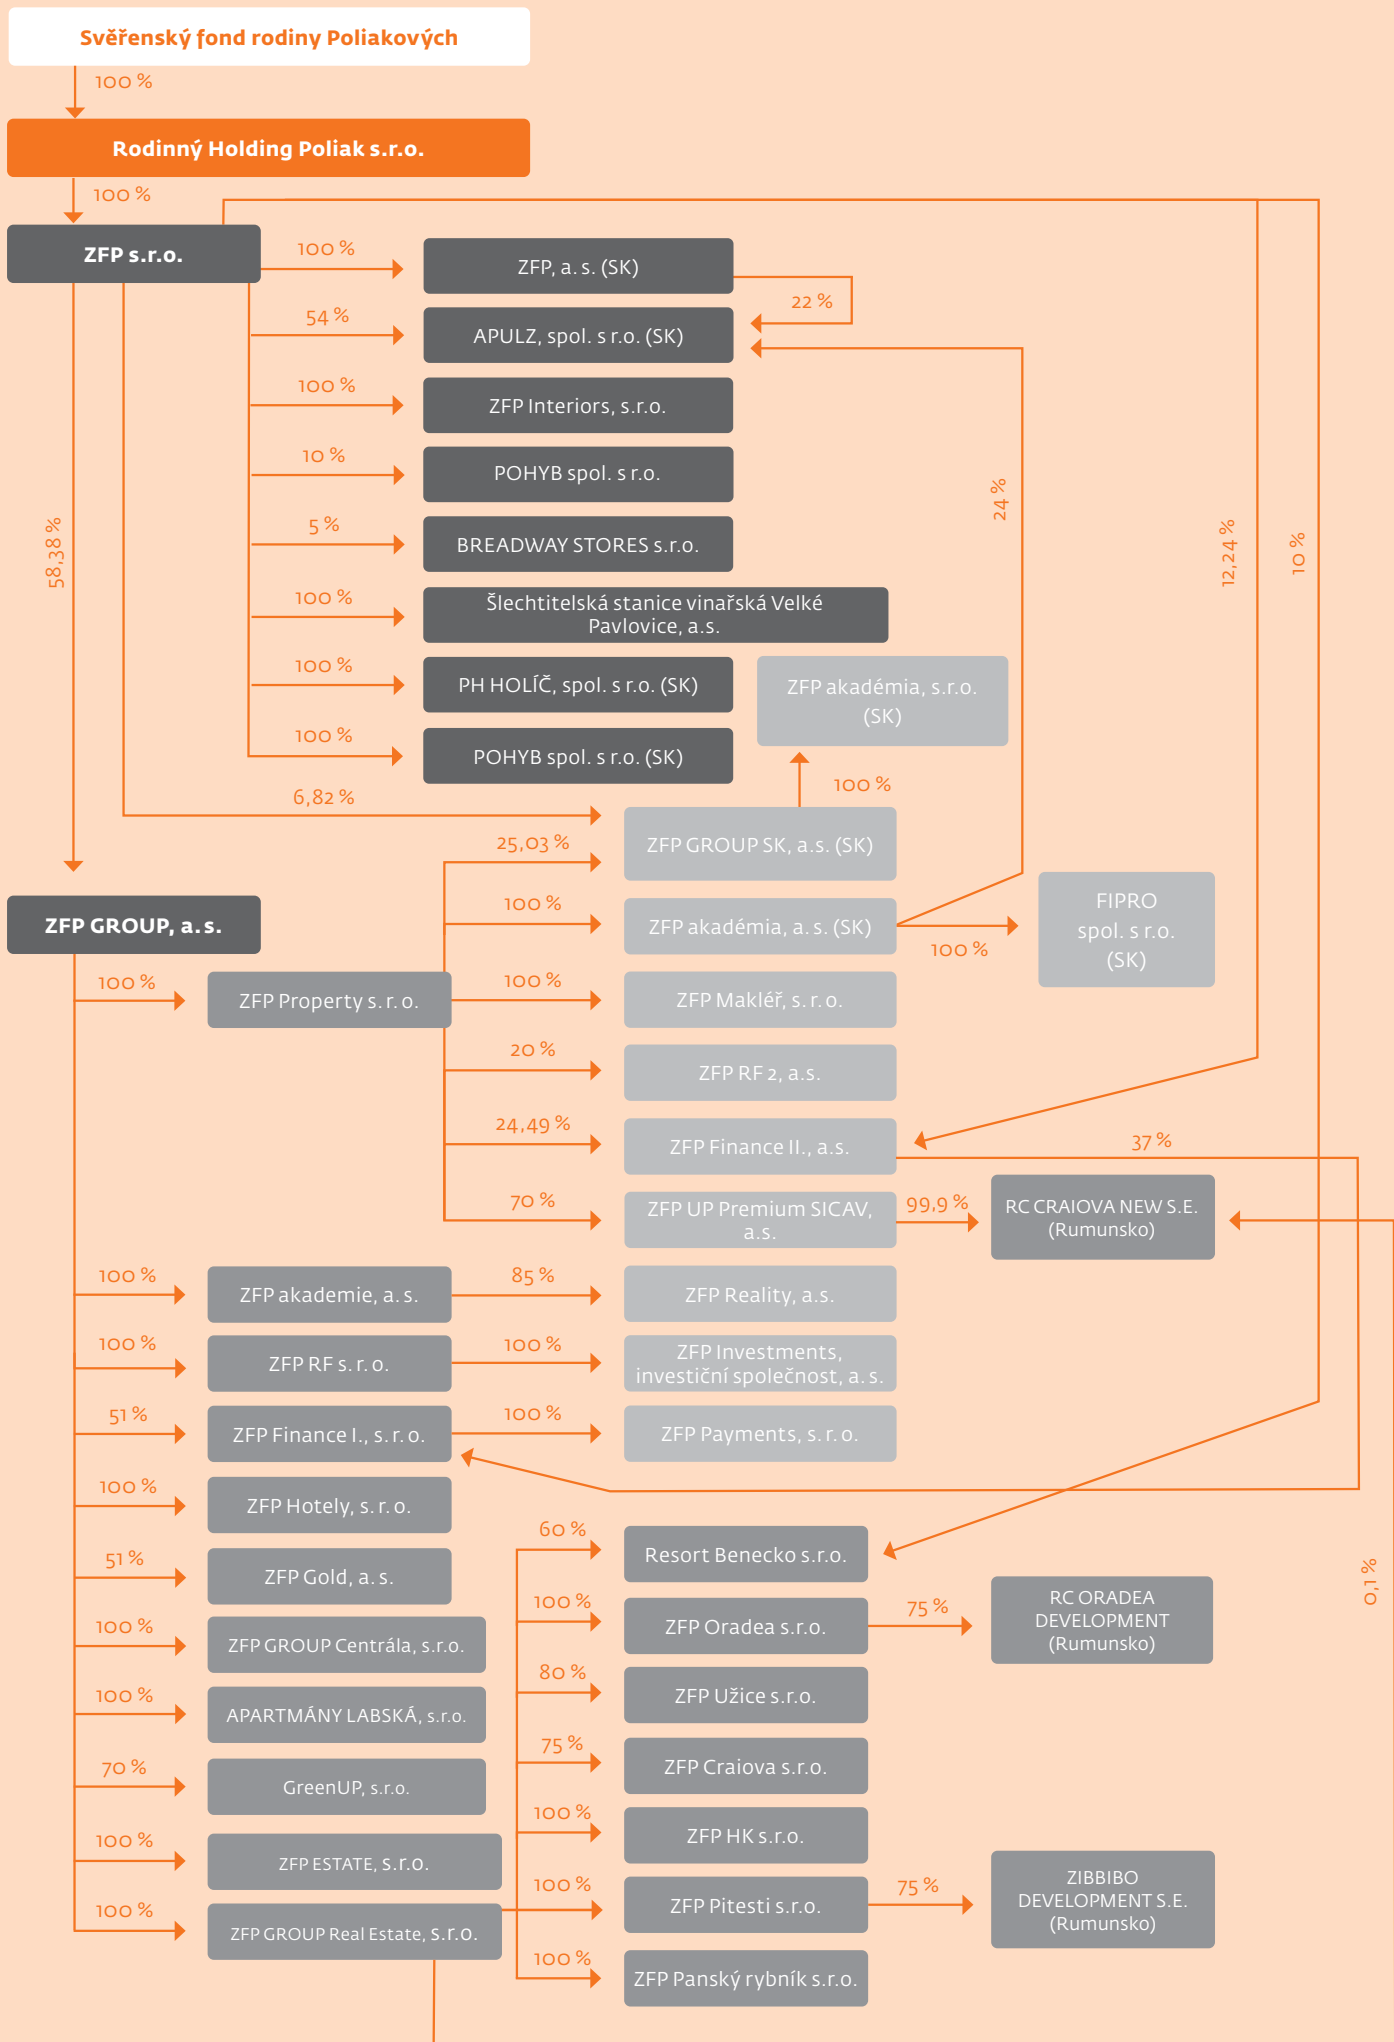 Svěřenský fond rodiny Poliakových
100 %
Rodinný Holding Poliak s.r.o.
100 %
ZFP s.r.o.
100 %
ZFP, a. s. (SK)
22 %
54 %
APULZ, spol. s r.o. (SK)
100 %
ZFP Interiors, s.r.o.
10 %
POHYB spol. s r.o.
24 %
5 %
BREADWAY STORES s.r.o.
58,38 %
12,24 %
10 %
100 %
Šlechtitelská stanice vinařská Velké
Pavlovice, a.s.
100 %
PH HOLÍČ, spol. s r.o. (SK)
ZFP akadémia, s.r.o.
(SK)
100 %
POHYB spol. s r.o. (SK)
100 %
6,82 %
25,03 %
ZFP GROUP SK, a.s. (SK)
100 %
ZFP akadémia, a. s. (SK)
100 %
FIPRO
spol. s r.o.
(SK)
ZFP GROUP, a. s.
100 %
ZFP Property s. r. o.
100 %
ZFP Makléř, s. r. o.
20 %
ZFP RF 2, a.s.
24,49 %
ZFP Finance II., a.s.
37 %
70 %
ZFP UP Premium SICAV,
a.s.
99,9 %
RC CRAIOVA NEW S.E.
(Rumunsko)
100 %
ZFP akademie, a. s.
85 %
ZFP Reality, a.s.
100 %
ZFP RF s. r. o.
100 %
ZFP Investments,
investiční společnost, a. s.
51 %
ZFP Finance I., s. r. o.
100 %
ZFP Payments, s. r. o.
100 %
ZFP Hotely, s. r. o.
60 %
Resort Benecko s.r.o.
51 %
ZFP Gold, a. s.
0,1 %
100 %
ZFP Oradea s.r.o.
75 %
RC ORADEA
DEVELOPMENT
(Rumunsko)
100 %
ZFP GROUP Centrála, s.r.o.
80 %
ZFP Užice s.r.o.
100 %
APARTMÁNY LABSKÁ, s.r.o.
75 %
ZFP Craiova s.r.o.
70 %
GreenUP, s.r.o.
100 %
ZFP HK s.r.o.
100 %
ZFP ESTATE, s.r.o.
100 %
ZFP Pitesti s.r.o.
75 %
ZIBBIBO
DEVELOPMENT S.E.
(Rumunsko)
100 %
ZFP GROUP Real Estate, s.r.o.
100 %
ZFP Panský rybník s.r.o.